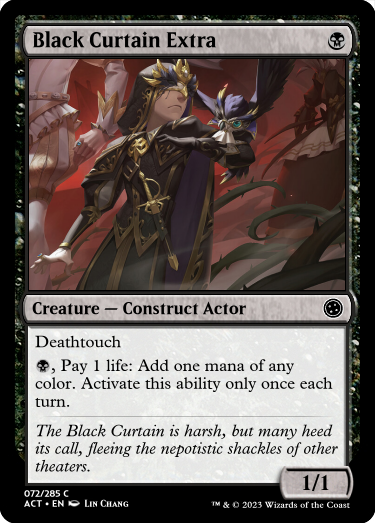 Black Curtain Extra
Creature — Construct Actor
Deathtouch
, Pay 1 life: Add one mana of any
color. Activate this ability only once each
turn.
The Black Curtain is harsh, but many heed
its call, fleeing the nepotistic shackles of other
theaters.
1/1
072/285 C
ACT • EN Lin Chang
™ & © 2023 Wizards of the Coast